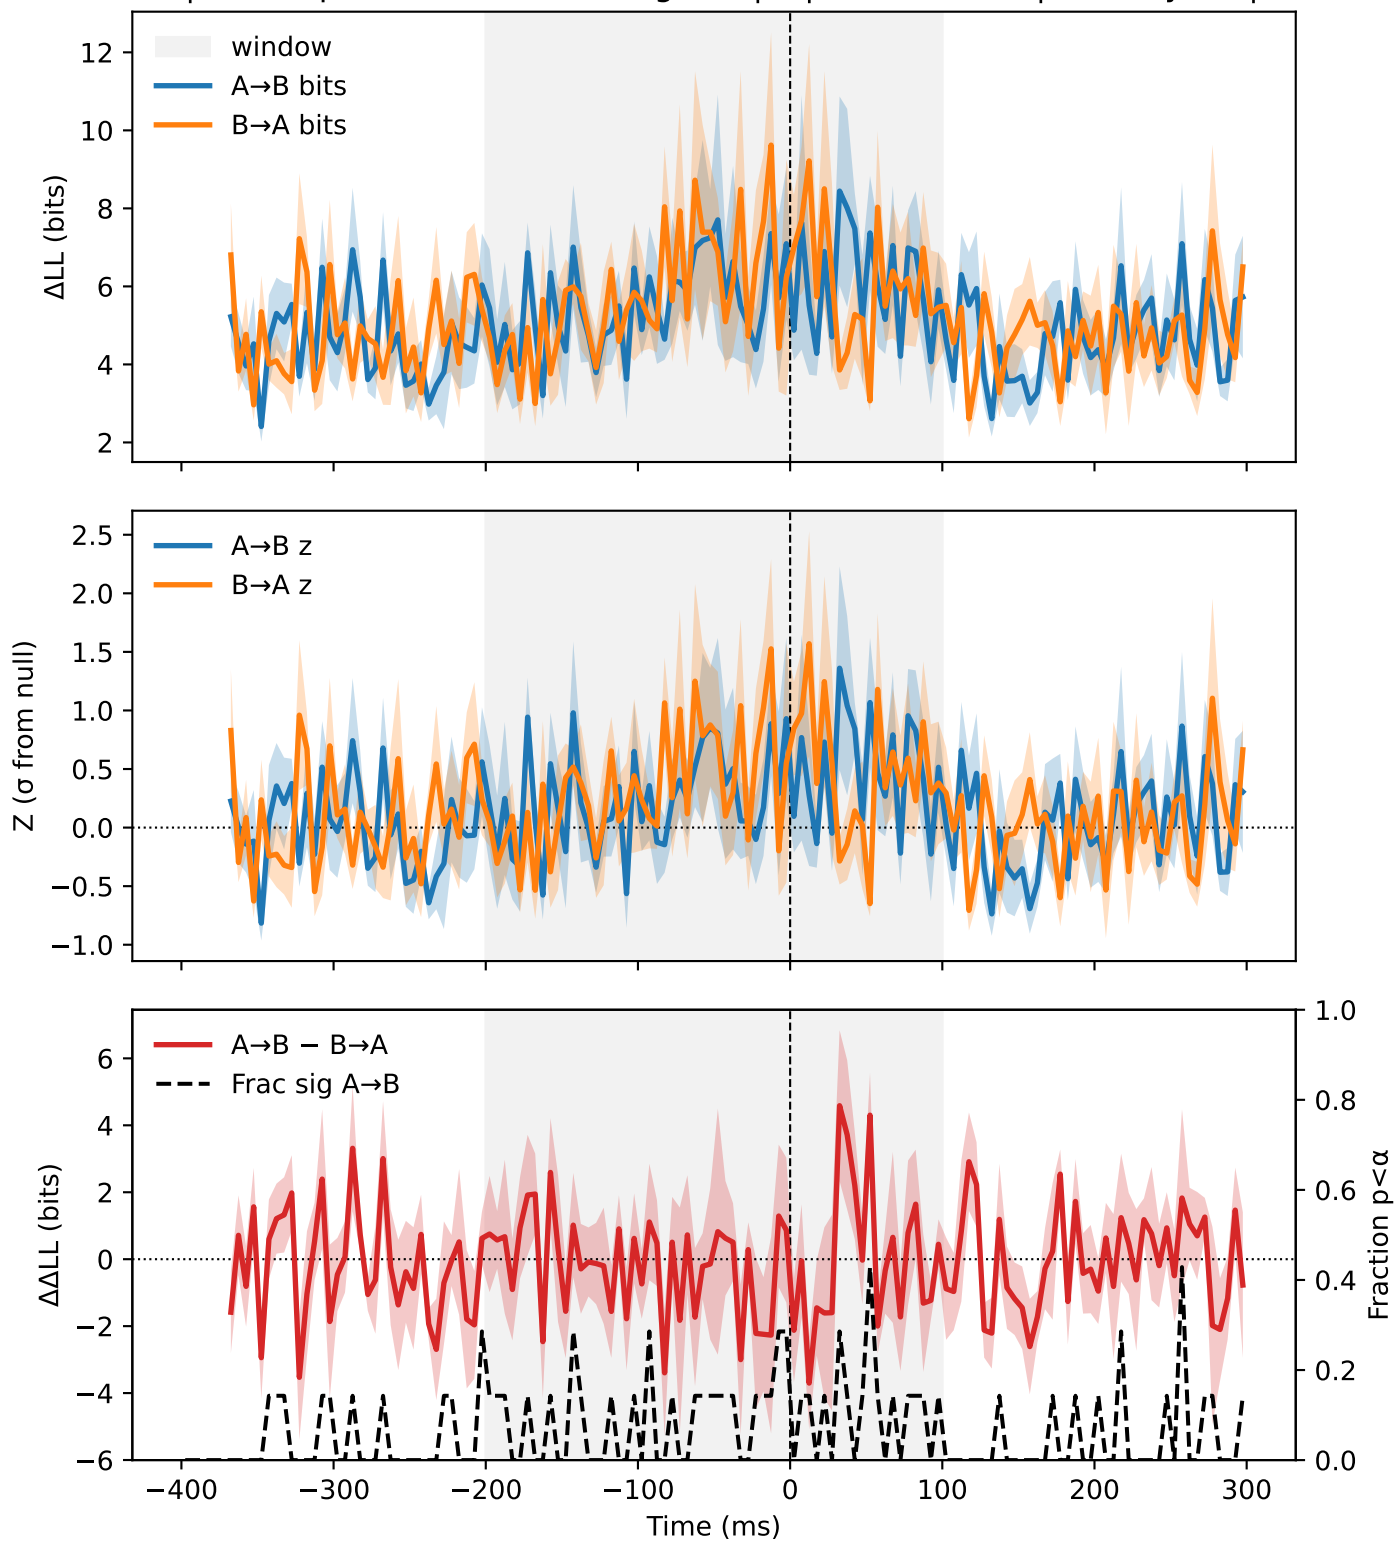 window
A→B bits
B→A bits
12
10
8
6
4
2
ΔLL (bits)
A→B z
B→A z
2.5
2.0
1.5
1.0
0.5
0.0
−0.5
−1.0
Z (σ from null)
A→B − B→A
Frac sig A→B
6
4
2
0
−2
−4
−6
ΔΔLL (bits)
1.0
0.8
0.6
0.4
0.2
0.0
Fraction p<α
−400 −300 −200 −100 0 100 200 300
Time (ms)